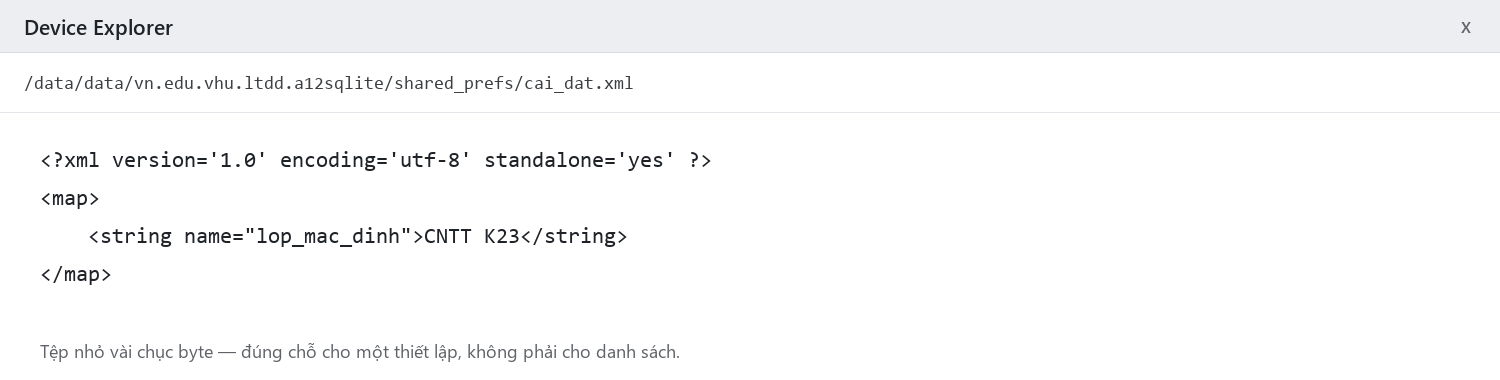 Device Explorer
x
/data/data/vn.edu.vhu.ltdd.a12sqlite/shared_prefs/cai_dat.xml
<?xml version='1.0' encoding='utf-8' standalone='yes' ?>
<map>
    <string name="lop_mac_dinh">CNTT K23</string>
</map>
Tệp nhỏ vài chục byte — đúng chỗ cho một thiết lập, không phải cho danh sách.